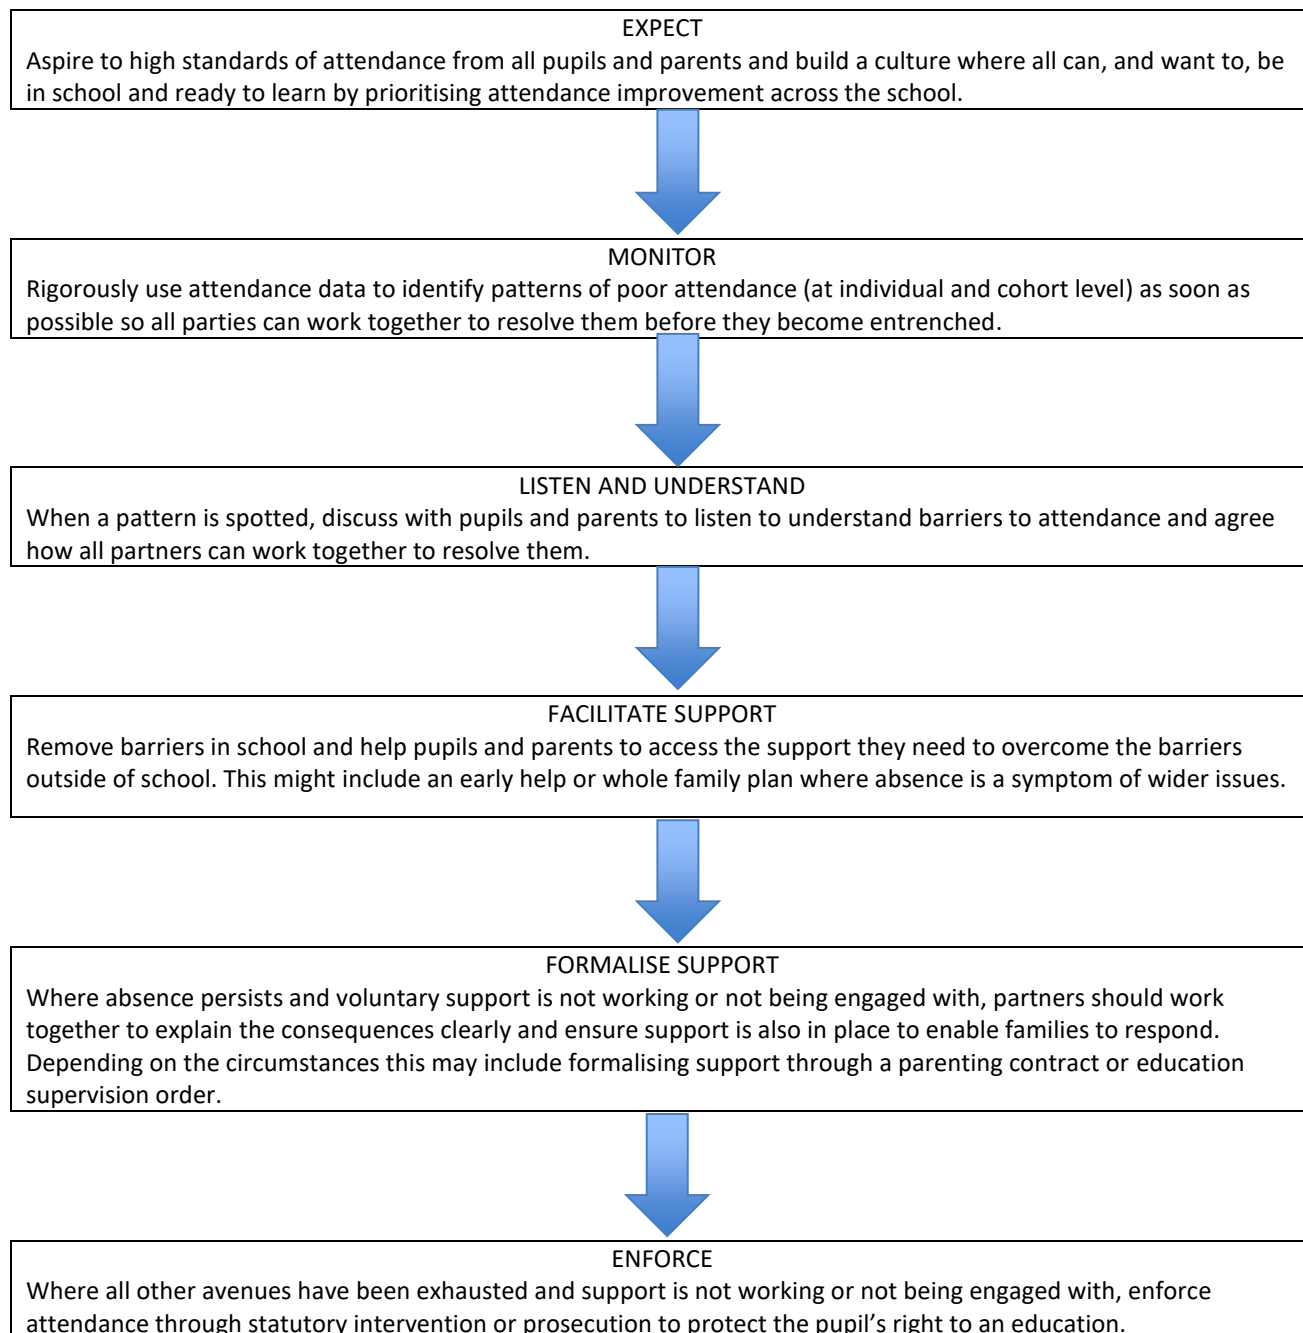 EXPECT
Aspire to high standards of attendance from all pupils and parents and build a culture where all can, and want to, be
in school and ready to learn by prioritising attendance improvement across the school.
MONITOR
Rigorously use attendance data to identify patterns of poor attendance (at individual and cohort level) as soon as
possible so all parties can work together to resolve them before they become entrenched.
LISTEN AND UNDERSTAND
When a pattern is spotted, discuss with pupils and parents to listen to understand barriers to attendance and agree
how all partners can work together to resolve them.
FACILITATE SUPPORT
Remove barriers in school and help pupils and parents to access the support they need to overcome the barriers
outside of school. This might include an early help or whole family plan where absence is a symptom of wider issues.
FORMALISE SUPPORT
Where absence persists and voluntary support is not working or not being engaged with, partners should work
together to explain the consequences clearly and ensure support is also in place to enable families to respond.
Depending on the circumstances this may include formalising support through a parenting contract or education
supervision order.
ENFORCE
Where all other avenues have been exhausted and support is not working or not being engaged with, enforce
attendance through statutory intervention or prosecution to protect the pupil’s right to an education.